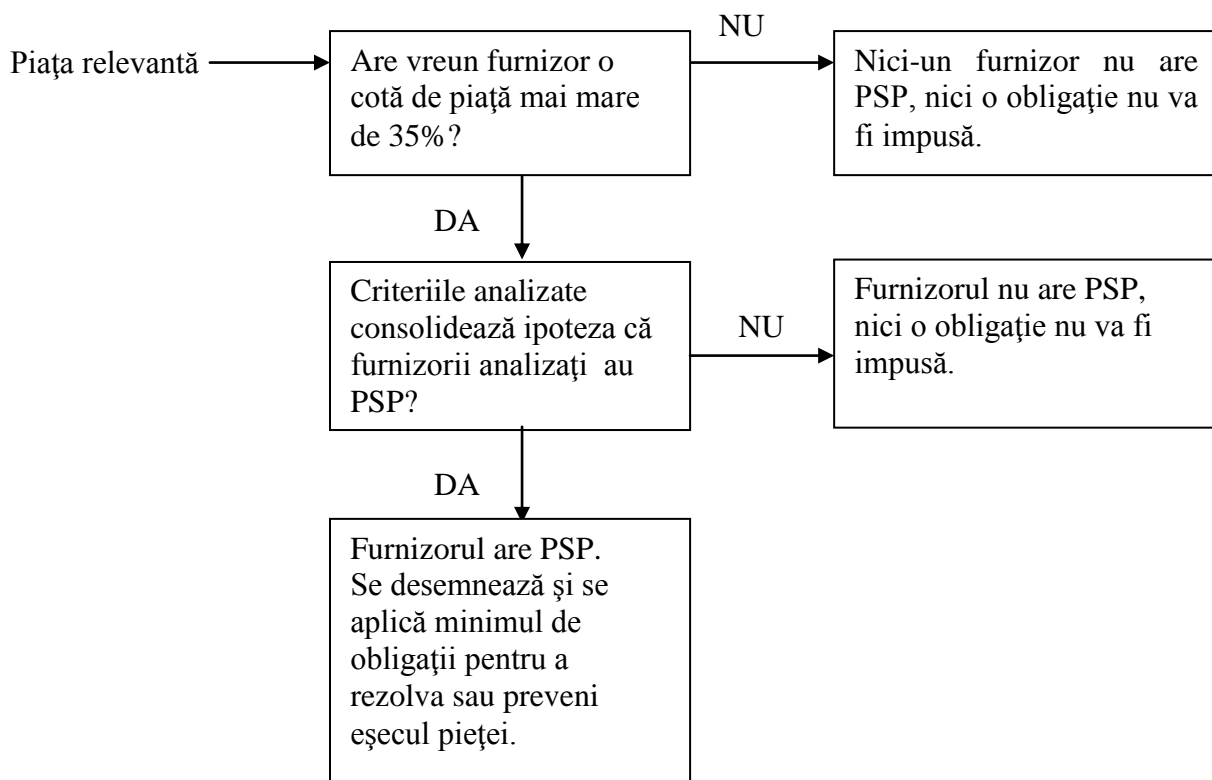 NU
Piaţa relevantă
Are vreun furnizor o
cotă de piaţă mai mare
de 35%?
Nici-un furnizor nu are
PSP, nici o obligaţie nu va
fi impusă.
DA
Criteriile analizate
consolidează ipoteza că
furnizorii analizaţi au
PSP?
NU
Furnizorul nu are PSP,
nici o obligaţie nu va fi
impusă.
DA
Furnizorul are PSP.
Se desemnează şi se
aplică minimul de
obligaţii pentru a
rezolva sau preveni
eşecul pieţei.